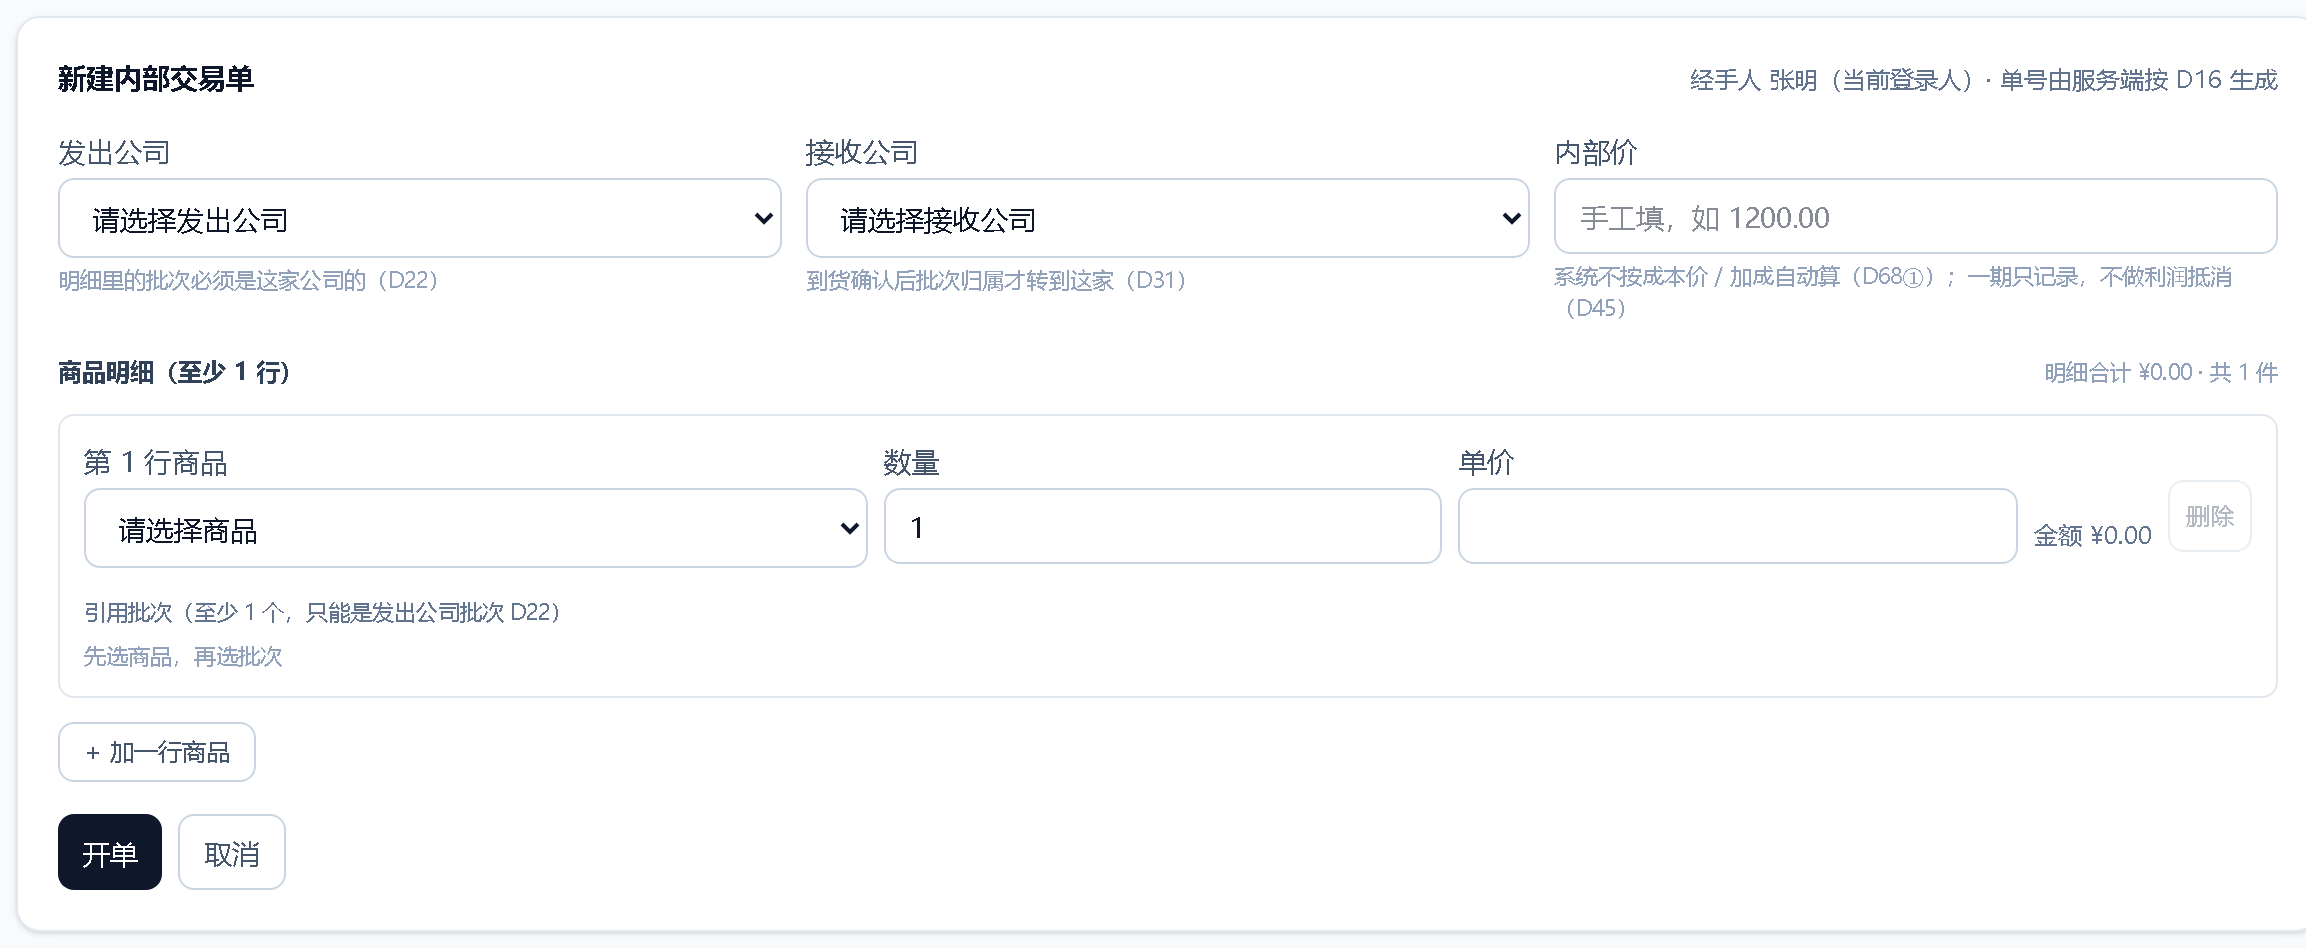 新建内部交易单
经手人 张明（当前登录人）· 单号由服务端按 D16 生成
发出公司
接收公司
内部价
请选择发出公司
请选择接收公司
手工填，如 1200.00
明细里的批次必须是这家公司的（D22）
到货确认后批次归属才转到这家（D31）
系统不按成本价 / 加成自动算（D68①）；一期只记录，不做利润抵消
（D45）
商品明细（至少 1 行）
明细合计 ¥0.00 · 共 1 件
第 1 行商品
数量
单价
请选择商品
1
金额 ¥0.00
删除
引用批次（至少 1 个，只能是发出公司批次 D22）
先选商品，再选批次
+ 加一行商品
开单
取消